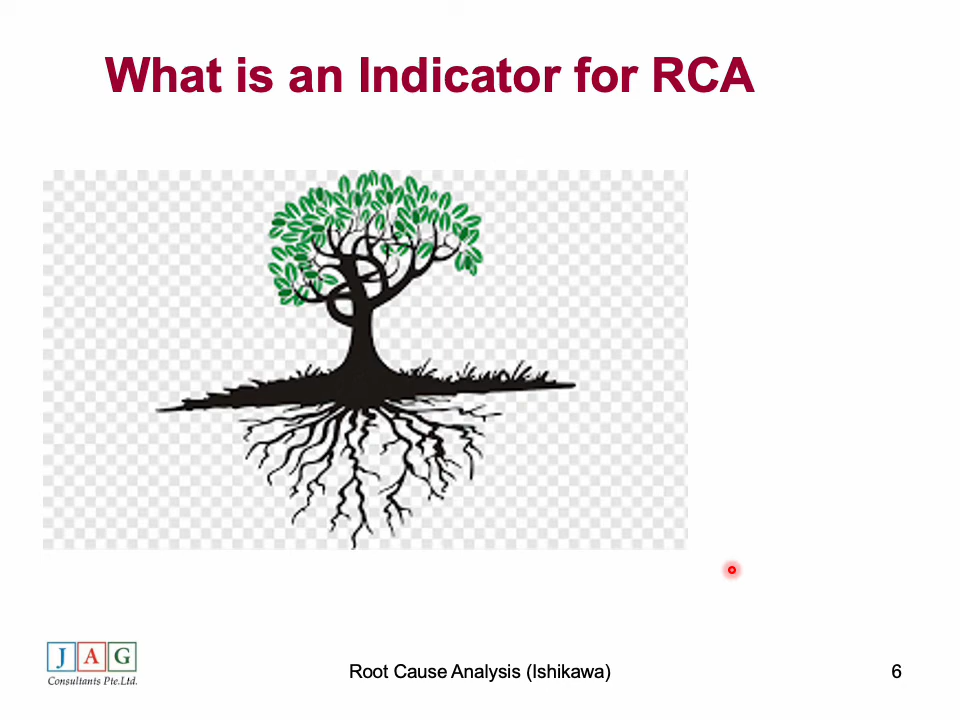 What is an Indicator for RCA
J A G
Consultants Pte.Ltd.
Root Cause Analysis (Ishikawa)
6